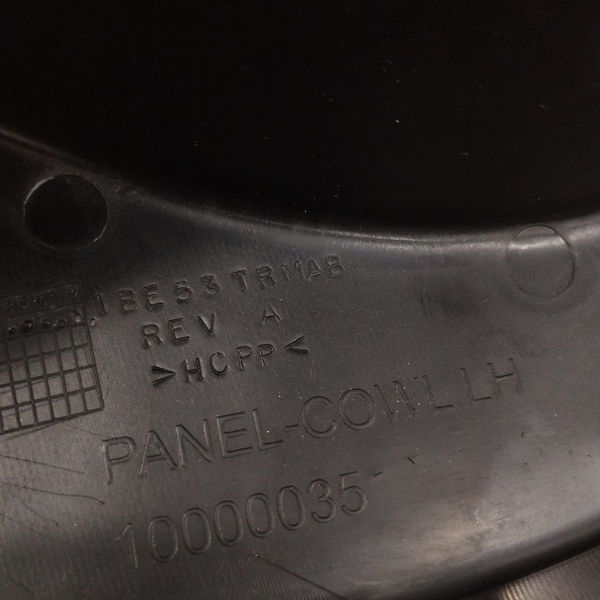 1BE53TRMAB
REV A
>HCPP<
PANEL-COWL LH
10000035